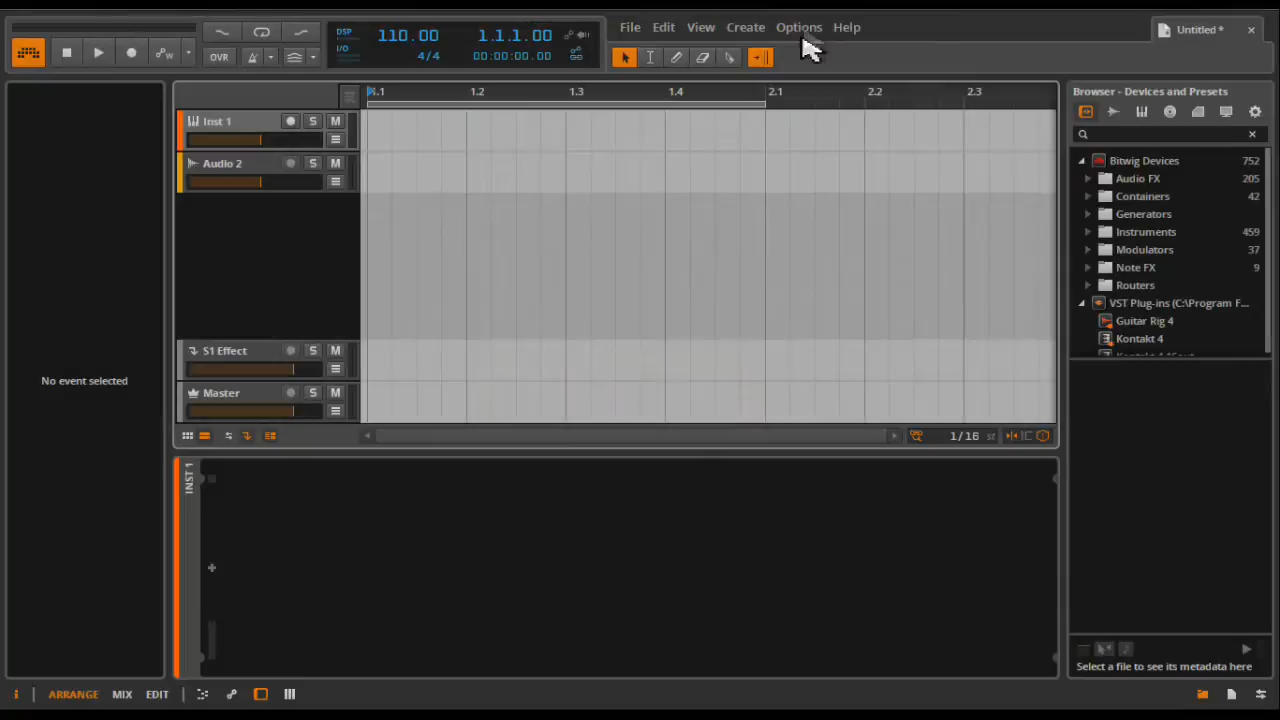 File Edit View Create Options Help
Untitled *
DSP 110.00 1.1.1.00
I/O 4/4 00:00:00.00
OVR
1.2 1.3 1.4 2.1 2.2 2.3
Inst 1 S M
Audio 2 S M
S1 Effect S M
Master S M
1/16 st
No event selected
INST 1
Browser - Devices and Presets
Bitwig Devices 752
Audio FX 205
Containers 42
Generators
Instruments 459
Modulators 37
Note FX 9
Routers
VST Plug-ins (C:\Program F...
Guitar Rig 4
Kontakt 4
Select a file to see its metadata here
i ARRANGE MIX EDIT